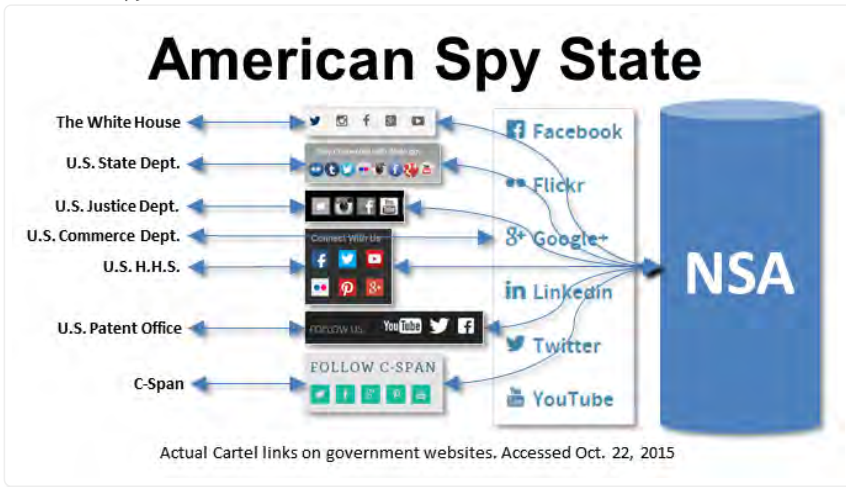 American Spy State
The White House
U.S. State Dept.
U.S. Justice Dept.
U.S. Commerce Dept.
U.S. H.H.S.
U.S. Patent Office
C-Span
Connect With Us
FOLLOW US
You Tube
FOLLOW C-SPAN
Facebook
Flickr
Google+
Linkedin
Twitter
YouTube
NSA
Actual Cartel links on government websites. Accessed Oct. 22, 2015